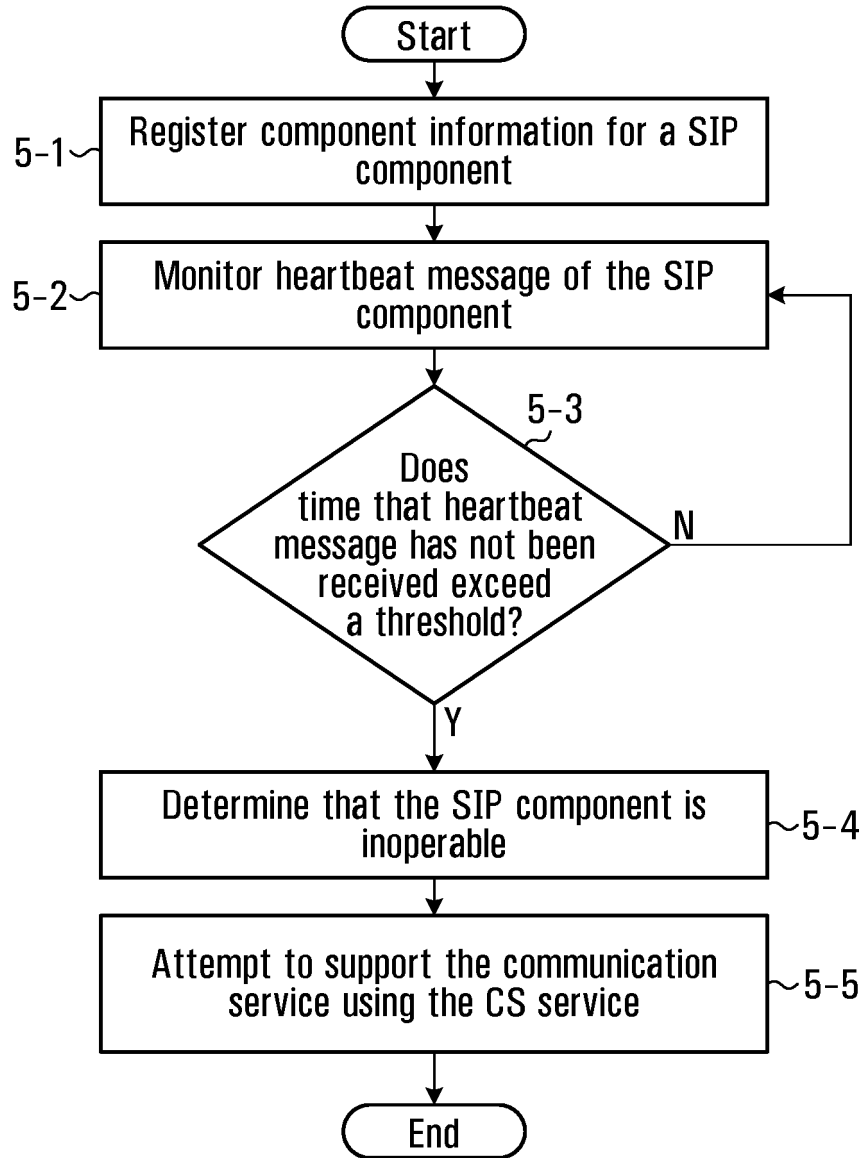 Start
5-1
Register component information for a SIP
component
5-2
Monitor heartbeat message of the SIP
component
5-3
Does
time that heartbeat
message has not been
received exceed
a threshold?
N
Y
Determine that the SIP component is
inoperable
5-4
Attempt to support the communication
service using the CS service
5-5
End